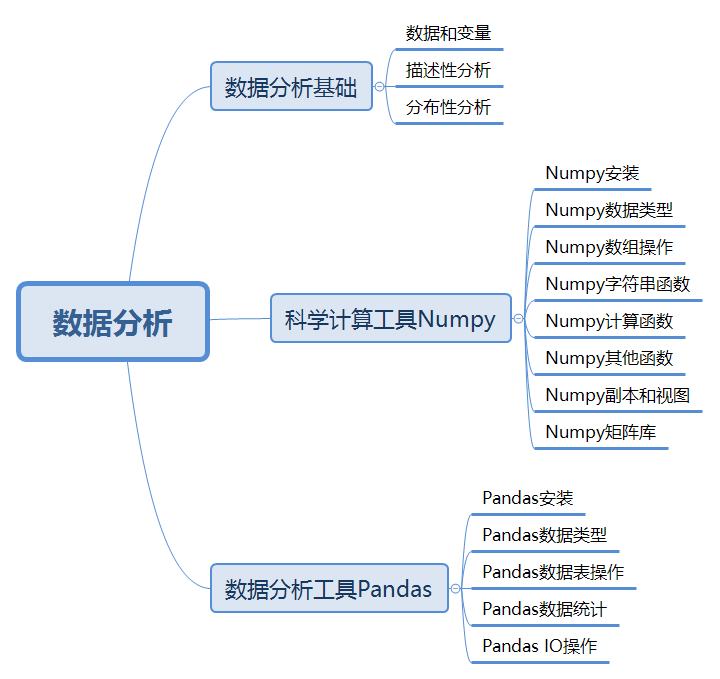 数据分析
数据分析基础
数据和变量
描述性分析
分布性分析
科学计算工具Numpy
Numpy安装
Numpy数据类型
Numpy数组操作
Numpy字符串函数
Numpy计算函数
Numpy其他函数
Numpy副本和视图
Numpy矩阵库
数据分析工具Pandas
Pandas安装
Pandas数据类型
Pandas数据表操作
Pandas数据统计
Pandas IO操作